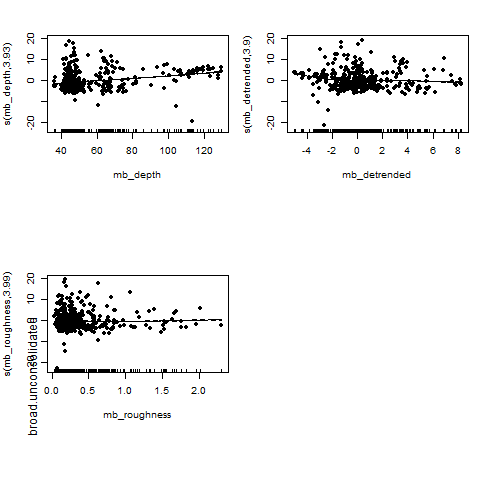 s(mb_depth,3.93)
20
10
0
-20
40 60 80 100 120
mb_depth
s(mb_detrended,3.9)
20
10
0
-20
-4 -2 0 2 4 6 8
mb_detrended
s(mb_roughness,3.99)
20
10
0
-20
0.0 0.5 1.0 1.5 2.0
mb_roughness
broad.unconsolidated